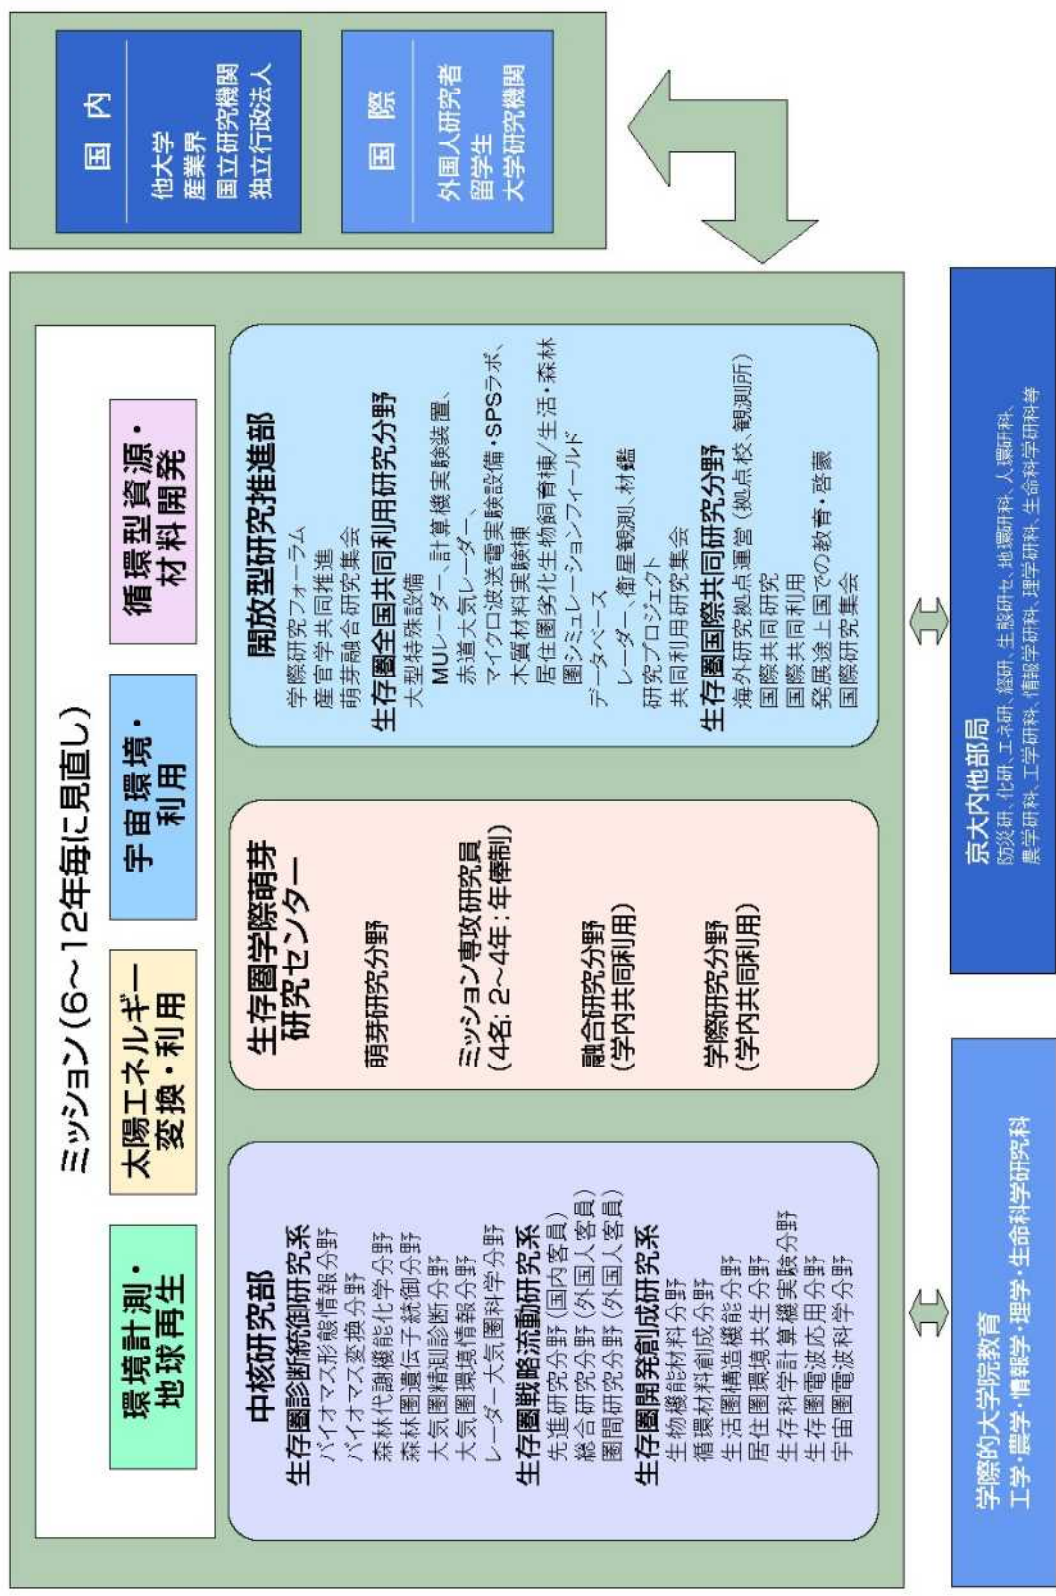 ミッション(6～12年毎に見直し)
環境計測・
地球再生
太陽エネルギー
変換・利用
宇宙環境・
利用
循環型資源・
材料開発
中核研究部
生存圏診断統御研究系
バイオマス形態情報分野
バイオマス変換分野
森林代謝機能化学分野
森林圏遺伝子統御分野
大気圏精測診断分野
大気圏環境情報分野
レーダー大気圏科学分野
生存圏戦略流動研究系
先進研究分野(国内客員)
総合研究分野(外国人客員)
圏間研究分野(外国人客員)
生存圏開発創成研究系
生物機能材料分野
循環材料創成分野
生活圏構造機能分野
居住圏環境共生分野
生存科学計算機実験分野
生存圏電波応用分野
宇宙圏電波科学分野
生存圏学際萌芽
研究センター
萌芽研究分野
ミッション専攻研究員
(4名: 2～4年:年俸制)
融合研究分野
(学内共同利用)
学際研究分野
(学内共同利用)
開放型研究推進部
学際研究フォーラム
産官学共同推進
萌芽融合研究集会
生存圏全国共同利用研究分野
大型特殊設備
MUレーダー、計算機実験装置、
赤道大気レーダー、
マイクロ波送電実験設備・SPSラボ、
木質材料実験棟
居住圏劣化生物飼育棟/生活・森林
圏シミュレーションフィールド
データベース
レーダー、衛星観測、材鑑
研究プロジェクト
共同利用研究集会
生存圏国際共同研究分野
海外研究拠点運営(拠点校、観測所)
国際共同研究
国際共同利用
発展途上国での教育・啓蒙
国際研究集会
国内
他大学
産業界
国立研究機関
独立行政法人
国際
外国人研究者
留学生
大学研究機関
学際的大学院教育
工学・農学・情報学・理学・生命科学研究科
京大内他部局
防災研、化研、エネ研、経研、生態研セ、地環研科、人環研科、
農学研科、工学研科、情報学研科、理学研科、生命科学研科等